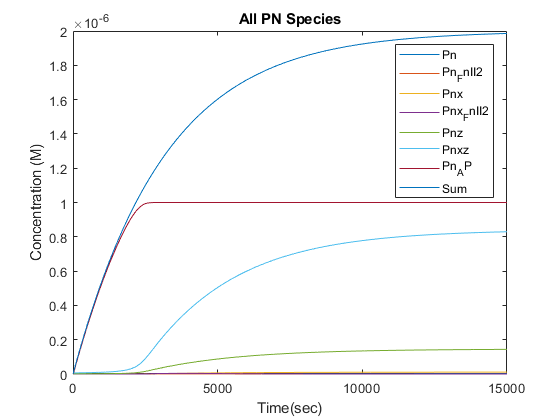 All PN Species
×10^-6
2
1.8
1.6
1.4
1.2
1
0.8
0.6
0.4
0.2
0
Concentration (M)
Pn
Pn_FnII2
Pnx
Pnx_FnII2
Pnz
Pnxz
Pn_AP
Sum
0 5000 10000 15000
Time(sec)